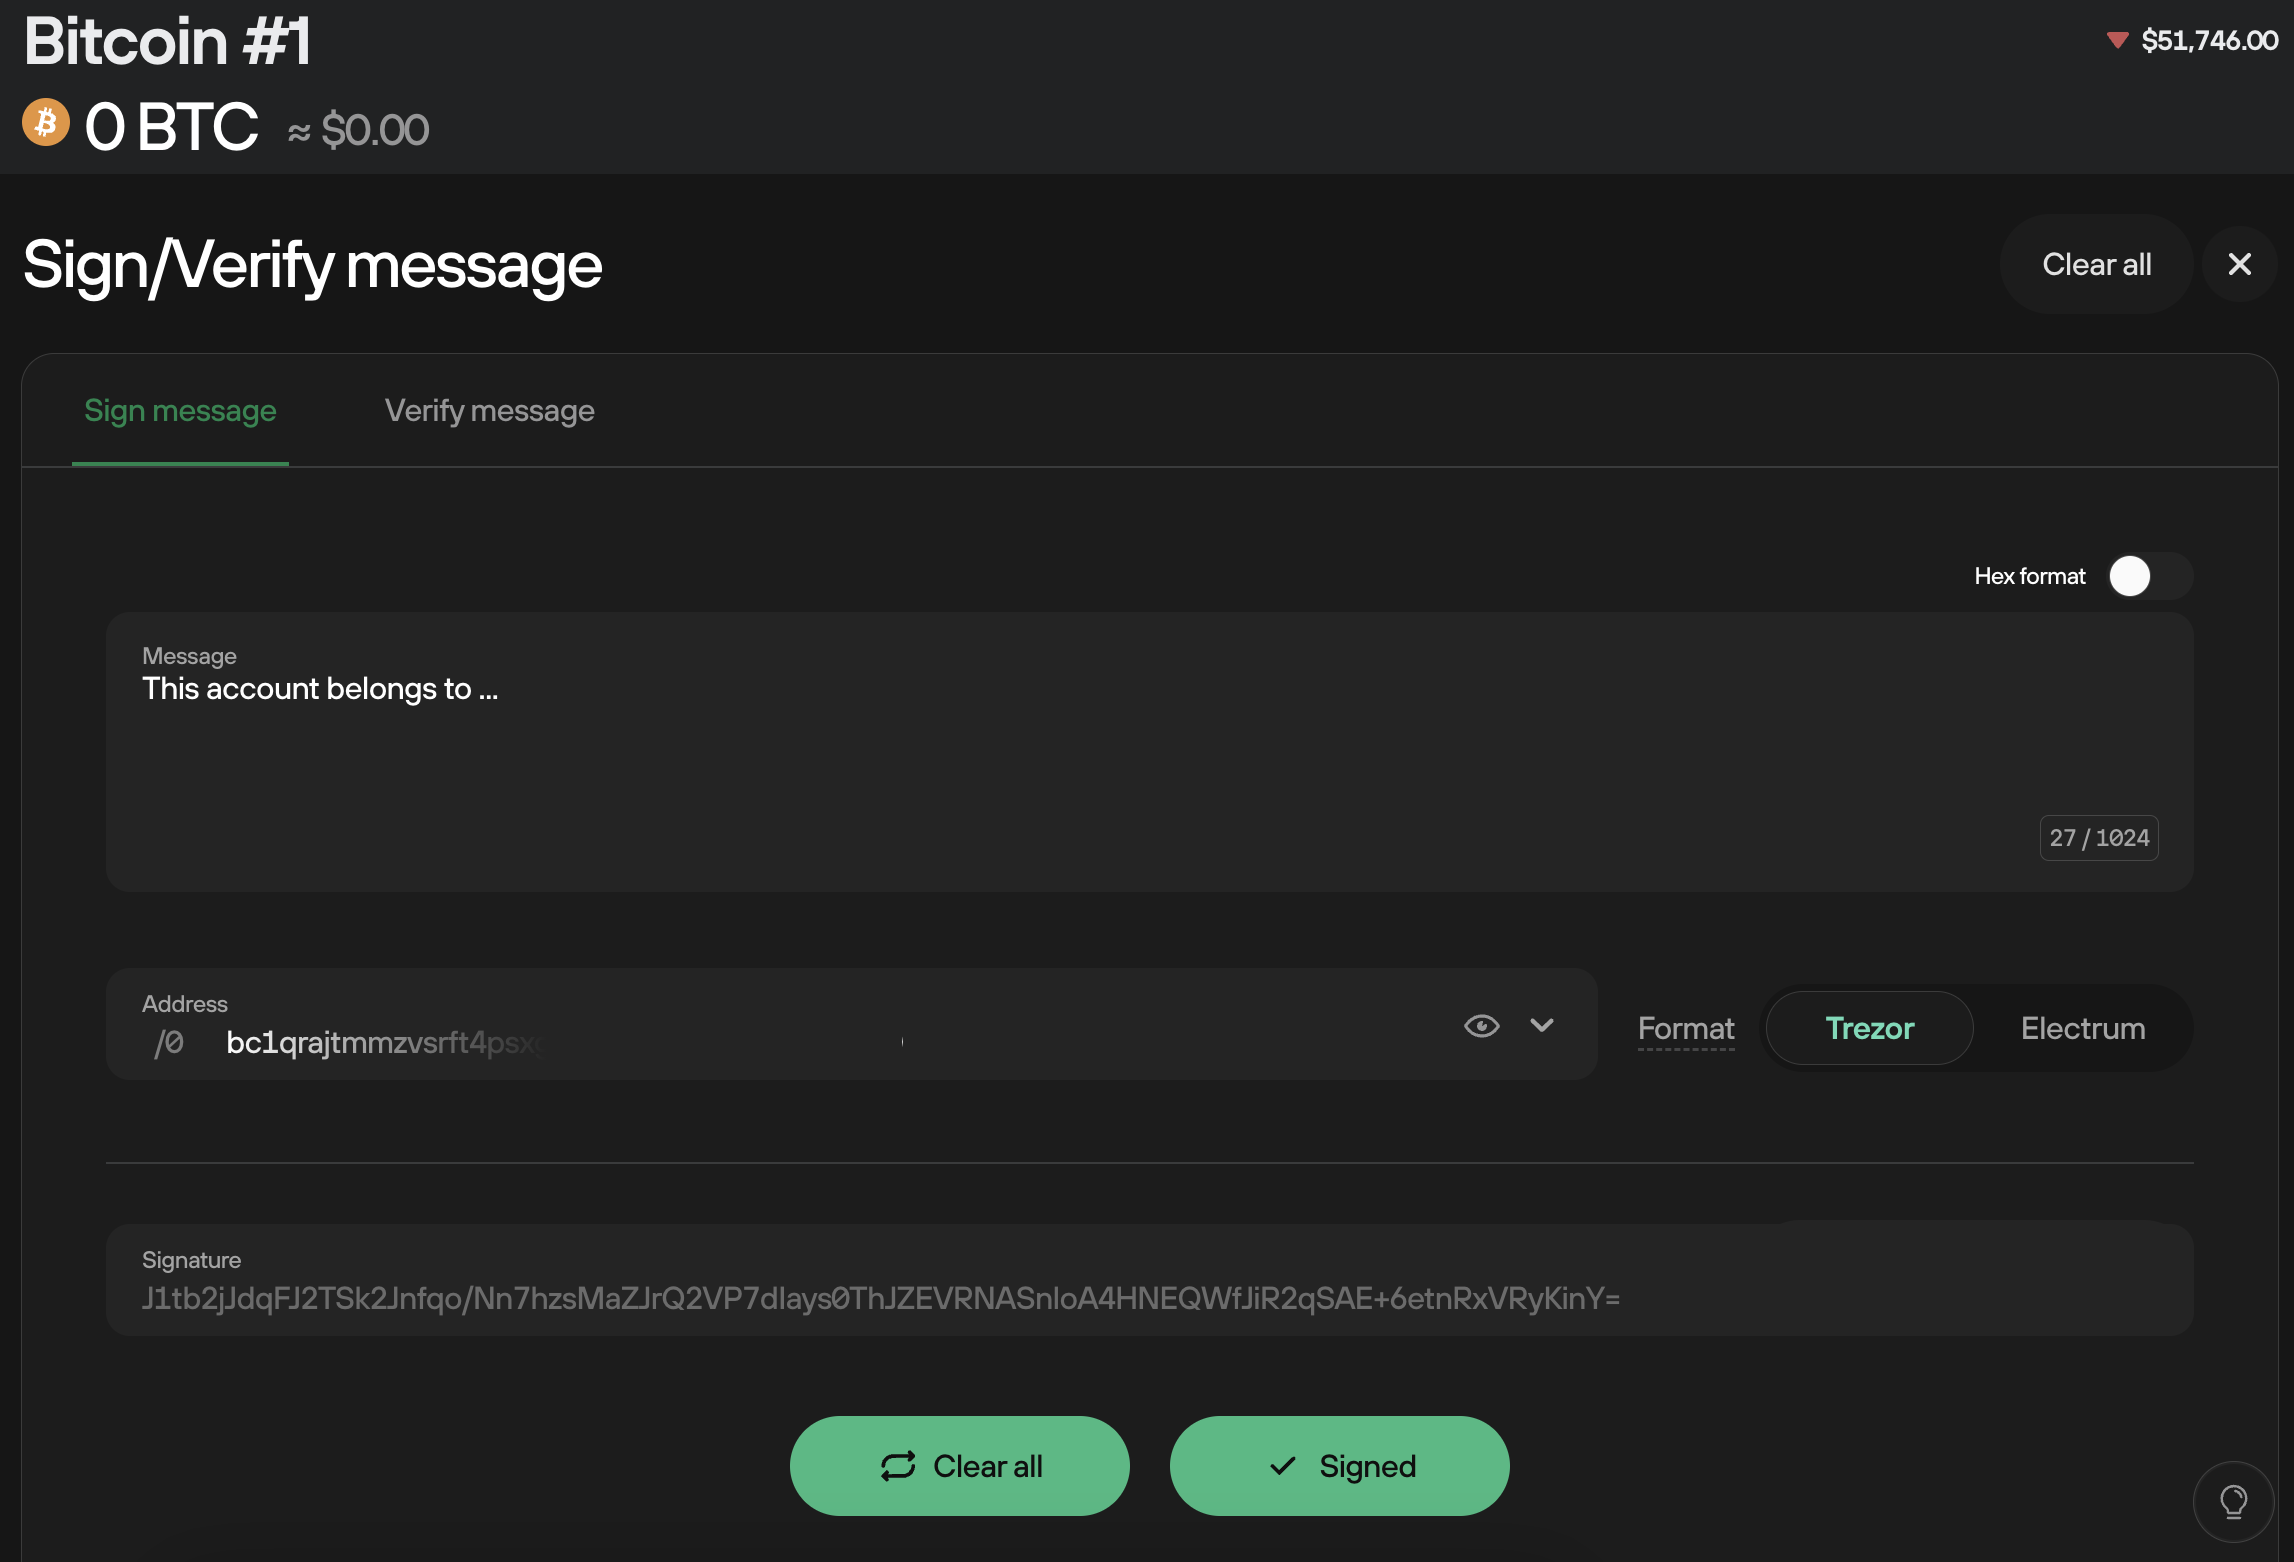 Bitcoin #1
$51,746.00
0 BTC ≈ $0.00
Sign/Verify message
Clear all
Sign message Verify message
Hex format
Message
This account belongs to ...
27 / 1024
Address
/0 bc1qrajtmmzvsrft4psx
Format Trezor Electrum
Signature
J1tb2jJdqFJ2TSk2Jnfqo/Nn7hzsMaZJrQ2VP7dIays0ThJZEVRNASnloA4HNEQWfJiR2qSAE+6etnRxVRyKinY=
Clear all Signed